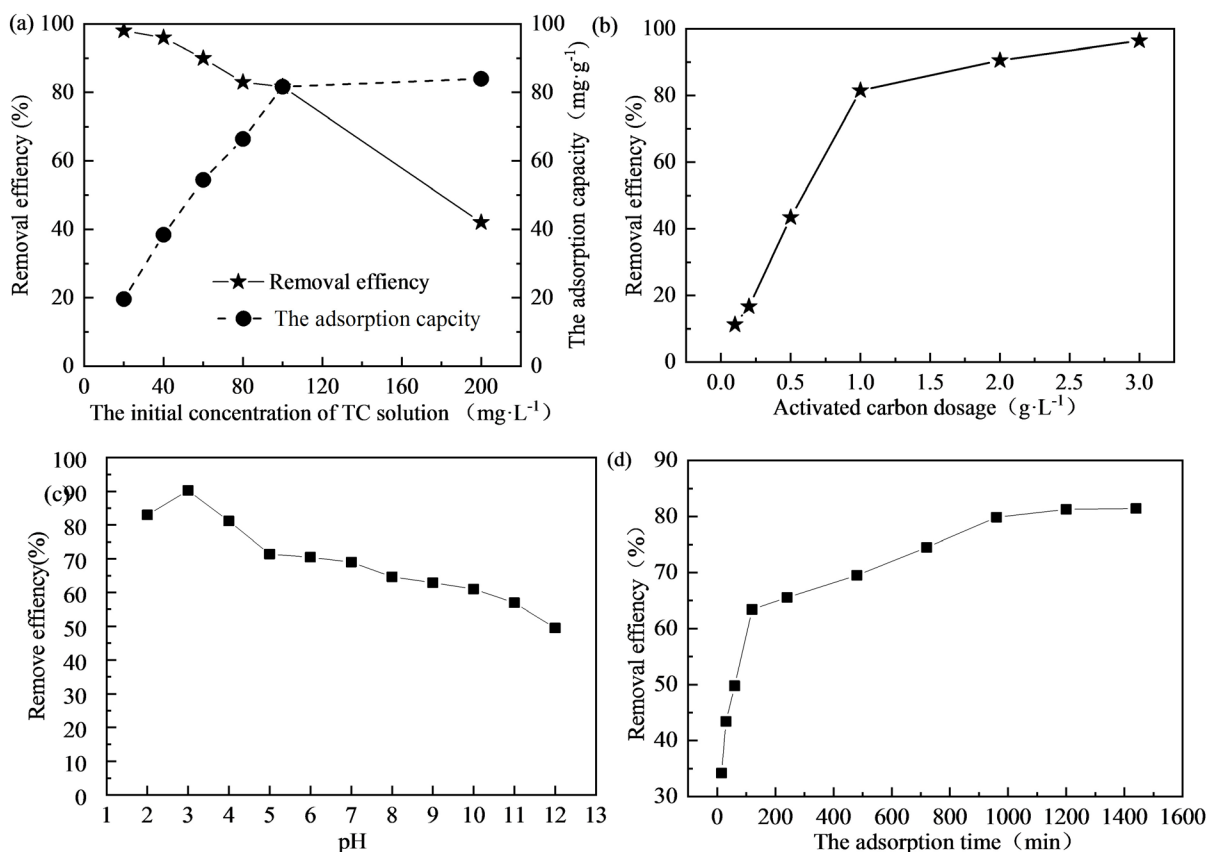 (a)
100
80
60
40
20
0
Removal effiency (%)
100
80
60
40
20
0
The adsorption capacity（mg·g-1）
Removal effiency
The adsorption capcity
0 40 80 120 160 200
The initial concentration of TC solution （mg·L-1）
(b)
100
80
60
40
20
0
Removal effiency (%)
0.0 0.5 1.0 1.5 2.0 2.5 3.0
Activated carbon dosage（g·L-1）
(c)
100
90
80
70
60
50
40
30
20
10
0
Remove effiency(%)
1 2 3 4 5 6 7 8 9 10 11 12 13
pH
(d)
90
80
70
60
50
40
30
Removal effiency（%）
0 200 400 600 800 1000 1200 1400 1600
The adsorption time（min）